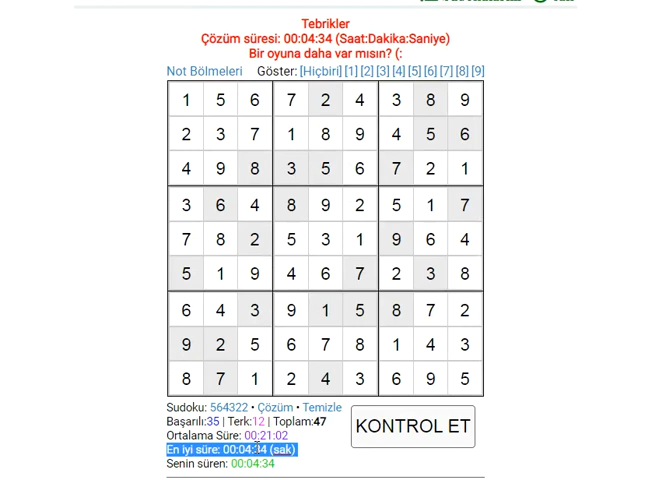 Tebrikler
Çözüm süresi: 00:04:34 (Saat:Dakika:Saniye)
Bir oyuna daha var mısın? (:
Not Bölmeleri Göster: [Hiçbiri] [1] [2] [3] [4] [5] [6] [7] [8] [9]
1 5 6 7 2 4 3 8 9
2 3 7 1 8 9 4 5 6
4 9 8 3 5 6 7 2 1
3 6 4 8 9 2 5 1 7
7 8 2 5 3 1 9 6 4
5 1 9 4 6 7 2 3 8
6 4 3 9 1 5 8 7 2
9 2 5 6 7 8 1 4 3
8 7 1 2 4 3 6 9 5
Sudoku: 564322 • Çözüm • Temizle
Başarılı:35 | Terk:12 | Toplam:47
Ortalama Süre: 00:21:02
En iyi süre: 00:04:34 (sak)
Senin süren: 00:04:34
KONTROL ET